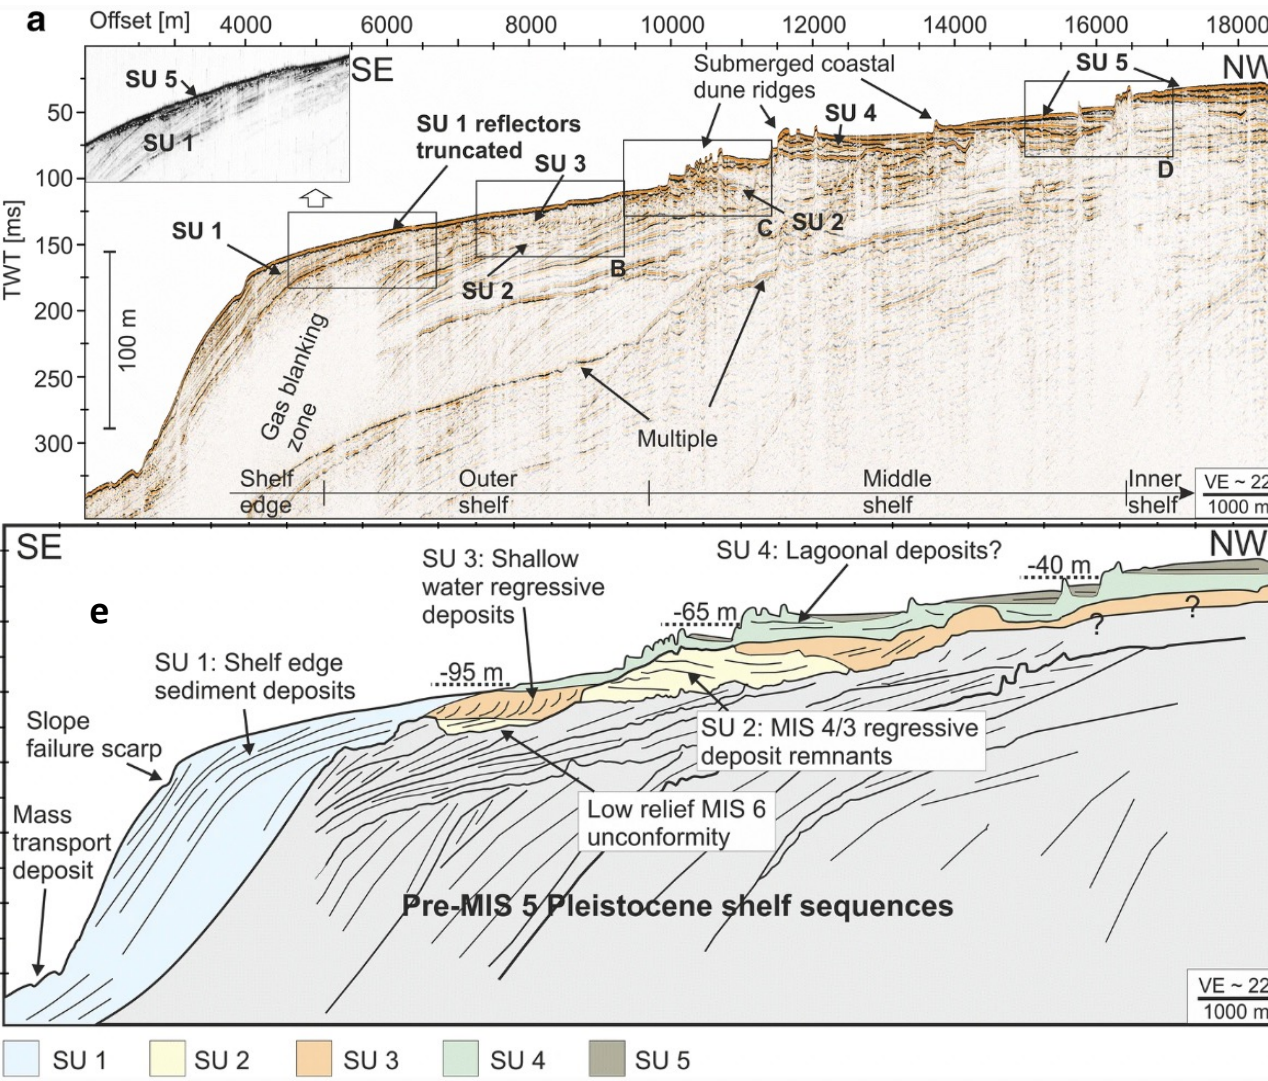 a
Offset [m] 4000 6000 8000 10000 12000 14000 16000 18000
SE
NW
SU 5
SU 1
Submerged coastal
dune ridges
SU 5
SU 4
SU 1 reflectors
truncated
SU 3
D
C
SU 2
SU 1
B
SU 2
50
100
150
200
250
300
TWT [ms]
100 m
Gas blanking
zone
Multiple
Shelf
edge
Outer
shelf
Middle
shelf
Inner
shelf
VE ~ 22
1000 m
SE
NW
e
SU 3: Shallow
water regressive
deposits
SU 4: Lagoonal deposits?
-40 m
-65 m
-95 m
? ?
SU 1: Shelf edge
sediment deposits
Slope
failure scarp
SU 2: MIS 4/3 regressive
deposit remnants
Mass
transport
deposit
Low relief MIS 6
unconformity
Pre-MIS 5 Pleistocene shelf sequences
VE ~ 22
1000 m
SU 1 SU 2 SU 3 SU 4 SU 5